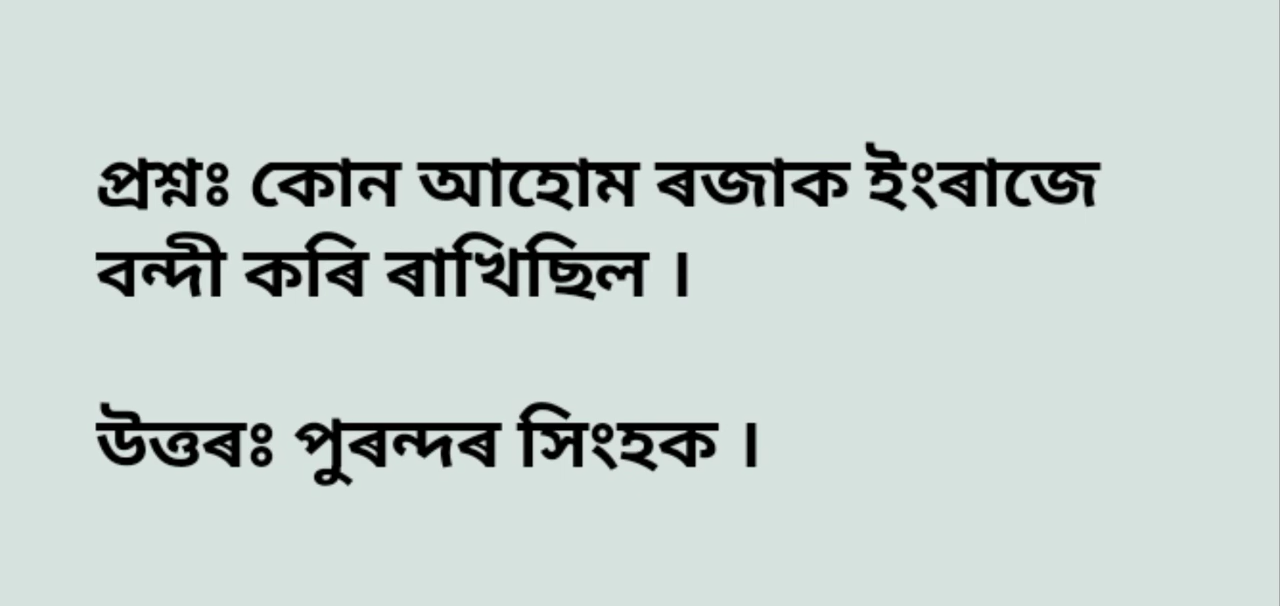 প্ৰশ্নঃ কোন আহোম ৰজাক ইংৰাজে
বন্দী কৰি ৰাখিছিল ।
উত্তৰঃ পুৰন্দৰ সিংহক ।